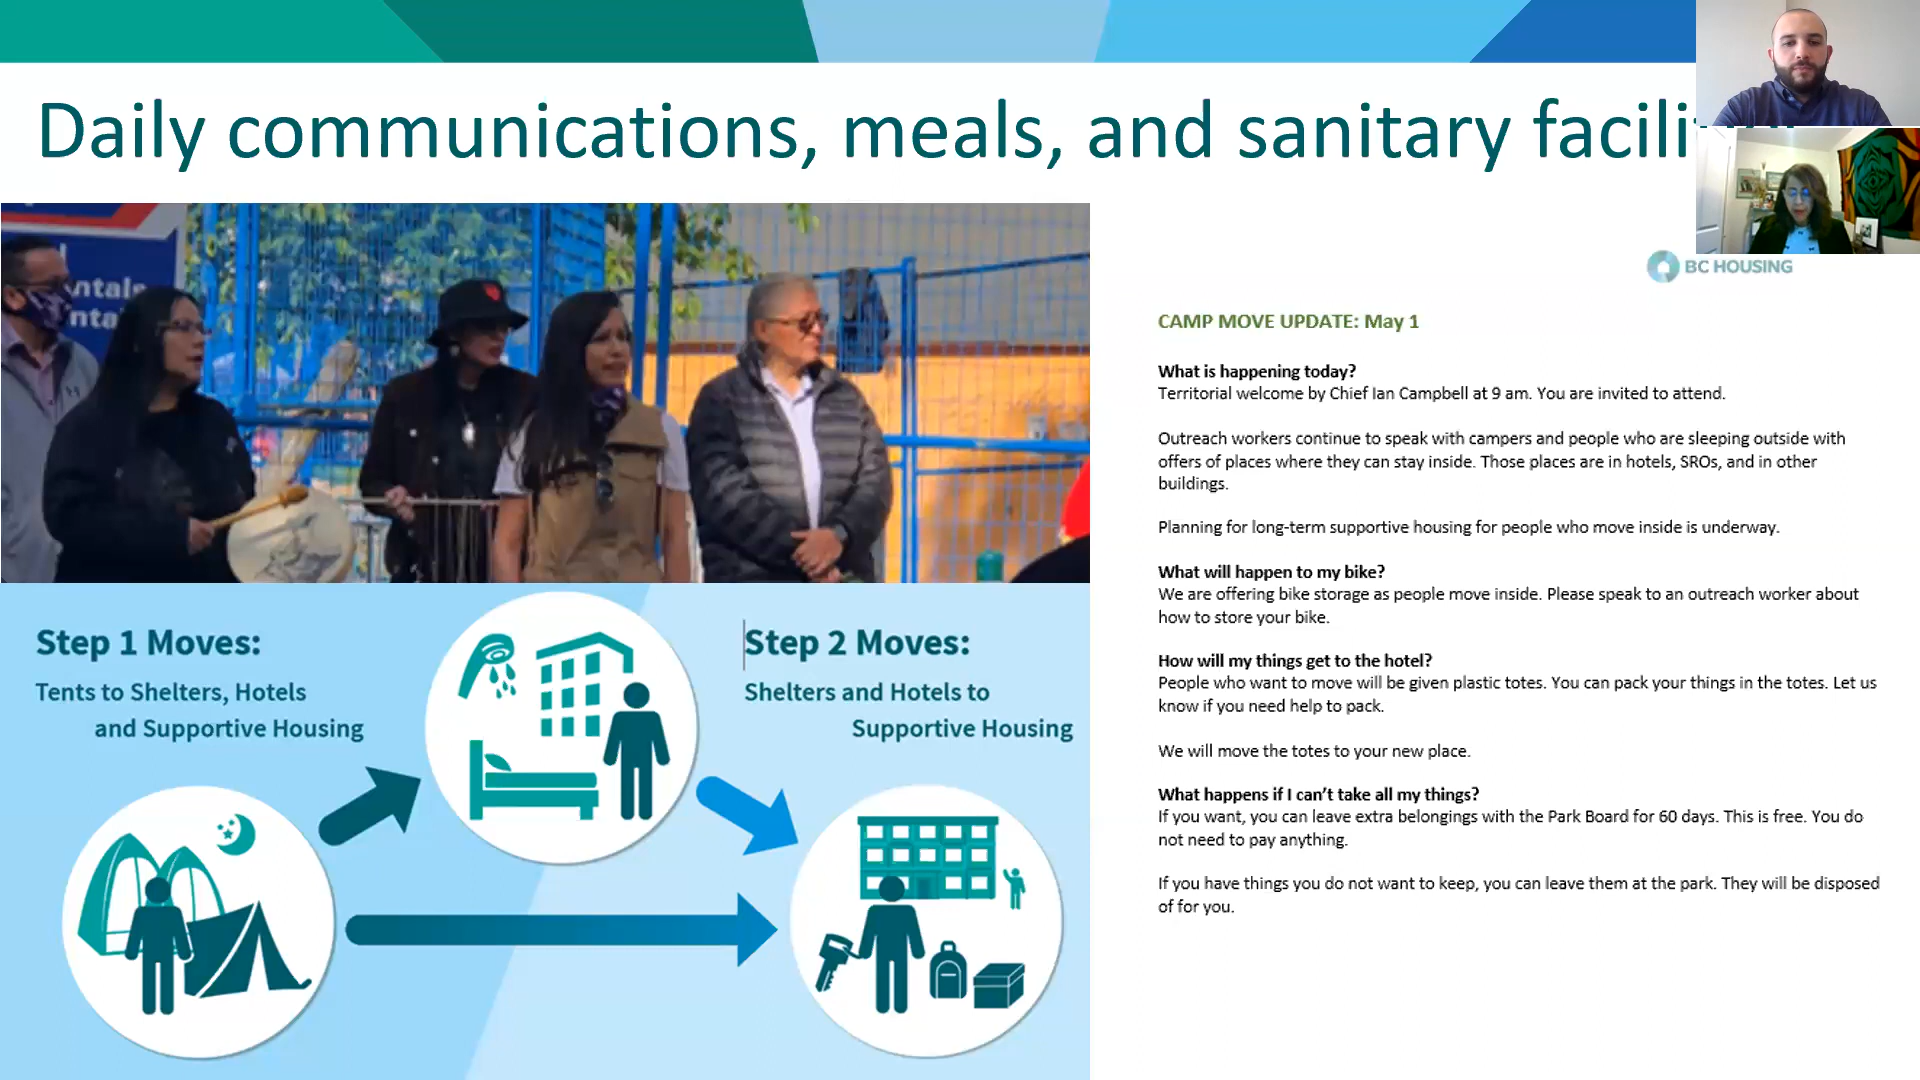 Daily communications, meals, and sanitary
ntals
nta
BC HOUSING
CAMP MOVE UPDATE: May 1
What is happening today?
Territorial welcome by Chief Ian Campbell at 9 am. You are invited to attend.
Outreach workers continue to speak with campers and people who are sleeping outside with
offers of places where they can stay inside. Those places are in hotels, SROs, and in other
buildings.
Planning for long-term supportive housing for people who move inside is underway.
What will happen to my bike?
We are offering bike storage as people move inside. Please speak to an outreach worker about
how to store your bike.
How will my things get to the hotel?
People who want to move will be given plastic totes. You can pack your things in the totes. Let us
know if you need help to pack.
We will move the totes to your new place.
What happens if I can't take all my things?
If you want, you can leave extra belongings with the Park Board for 60 days. This is free. You do
not need to pay anything.
If you have things you do not want to keep, you can leave them at the park. They will be disposed
of for you.
Step 1 Moves:
Tents to Shelters, Hotels
and Supportive Housing
Step 2 Moves:
Shelters and Hotels to
Supportive Housing